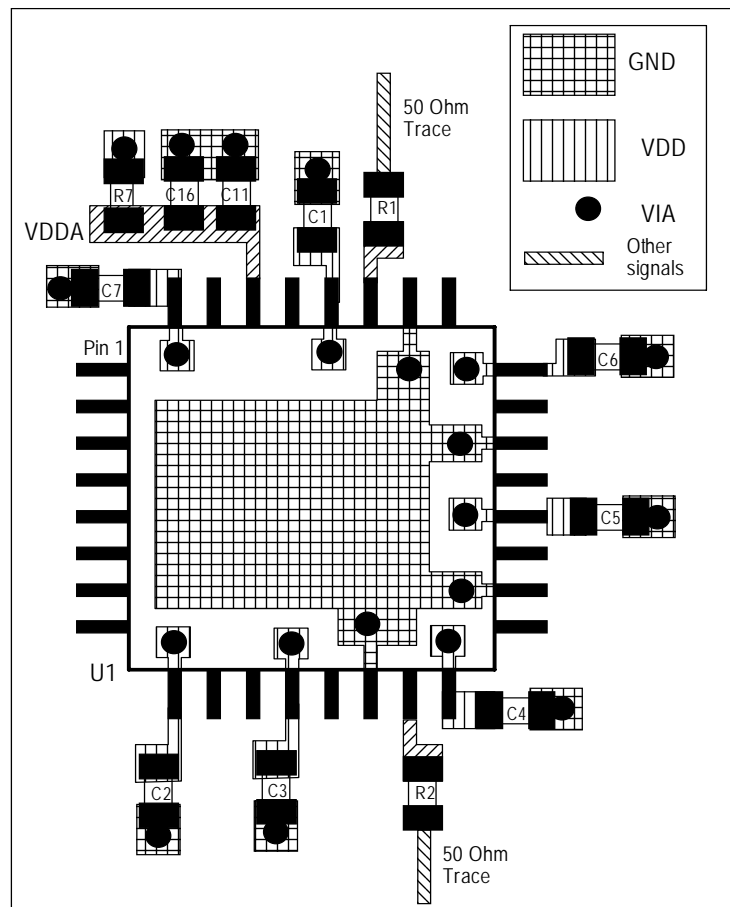 GND
VDD
VIA
Other
signals
50 Ohm
Trace
R7
C16
C11
C1
R1
VDDA
C7
Pin 1
C6
C5
U1
C4
C2
C3
R2
50 Ohm
Trace